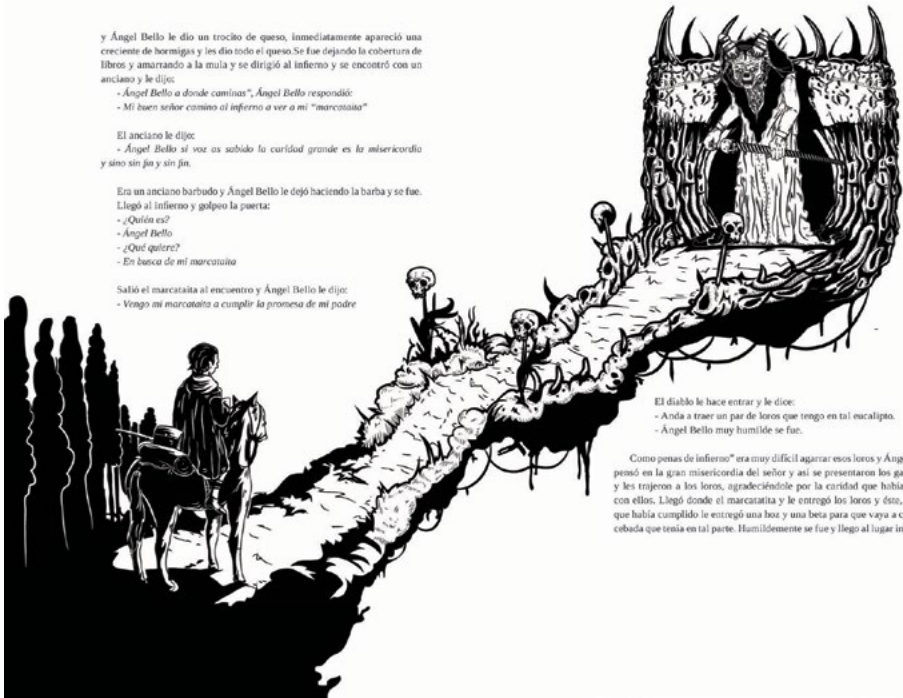 y Ángel Bello le dio un trocito de queso, inmediatamente apareció una
creciente de hormigas y les dio todo el queso.Se fue dejando la cobertura de
libros y amarrando a la mula y se dirigió al infierno y se encontró con un
anciano y le dijo:
- Ángel Bello a donde caminas", Ángel Bello respondió:
- Mi buen señor camino al infierno a ver a mi "marcataita"
El anciano le dijo:
- Ángel Bello si voz as sabido la caridad grande es la misericordia
y sino sin fin y sin fin.
Era un anciano barbudo y Ángel Bello le dejó haciendo la barba y se fue.
Llegó al infierno y golpeo la puerta:
- ¿Quién es?
- Ángel Bello
- ¿Qué quiere?
- En busca de mi marcataita
Salió el marcataita al encuentro y Ángel Bello le dijo:
- Vengo mi marcataita a cumplir la promesa de mi padre
El diablo le hace entrar y le dice:
- Anda a traer un par de loros que tengo en tal eucalipto.
- Ángel Bello muy humilde se fue.
Como penas de infierno" era muy difícil agarrar esos loros y Áng
pensó en la gran misericordia del señor y así se presentaron los ga
y les trajeron a los loros, agradeciéndole por la caridad que había
con ellos. Llegó donde el marcatatita y le entregó los loros y éste,
que había cumplido le entregó una hoz y una beta para que vaya a c
cebada que tenía en tal parte. Humildemente se fue y llego al lugar in